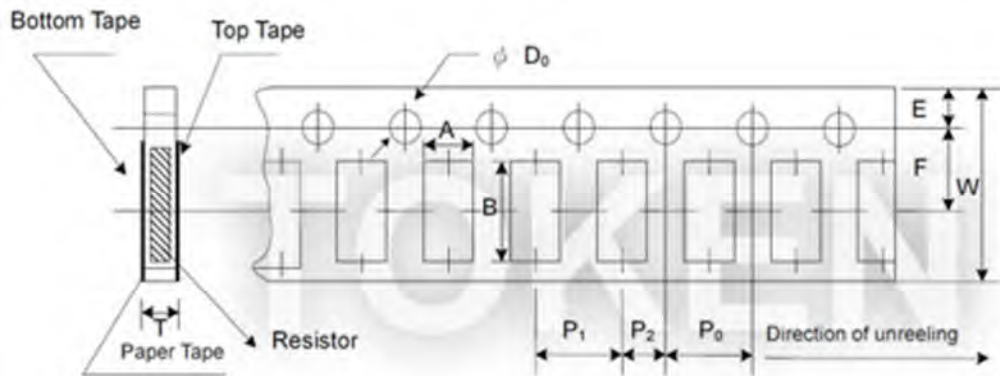 Bottom Tape
Top Tape
ϕ D₀
A
E
F
W
B
TOKEN
T
Paper Tape
Resistor
P₁
P₂
P₀
Direction of unreeling